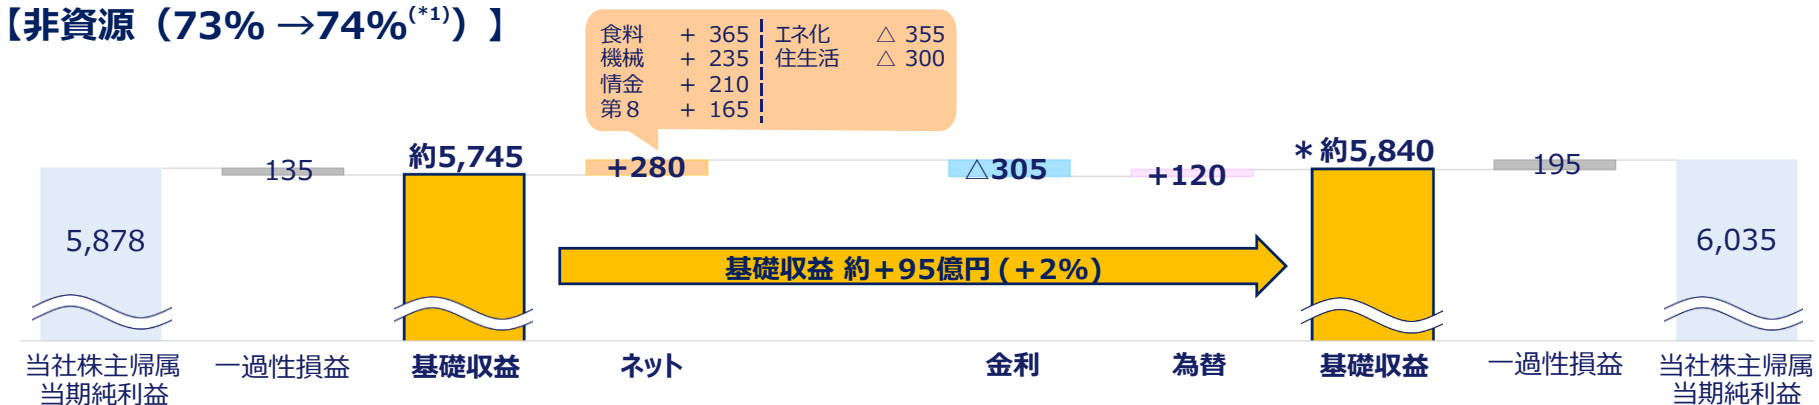 【非資源（73% →74%(*1)）】
食料 + 365 エネ化 △ 355
機械 + 235 住生活 △ 300
情金 + 210
第8 + 165
5,878
135
約5,745
+280
△305
+120
＊約5,840
195
6,035
基礎収益 約＋95億円 (＋2%)
当社株主帰属
当期純利益
一過性損益
基礎収益
ネット
金利
為替
基礎収益
一過性損益
当社株主帰属
当期純利益